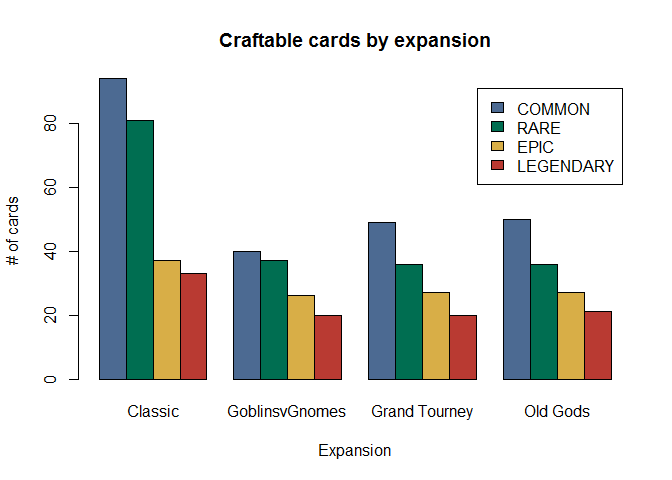 Craftable cards by expansion
COMMON
RARE
EPIC
LEGENDARY
# of cards
80
60
40
20
0
Classic GoblinsvGnomes Grand Tourney Old Gods
Expansion